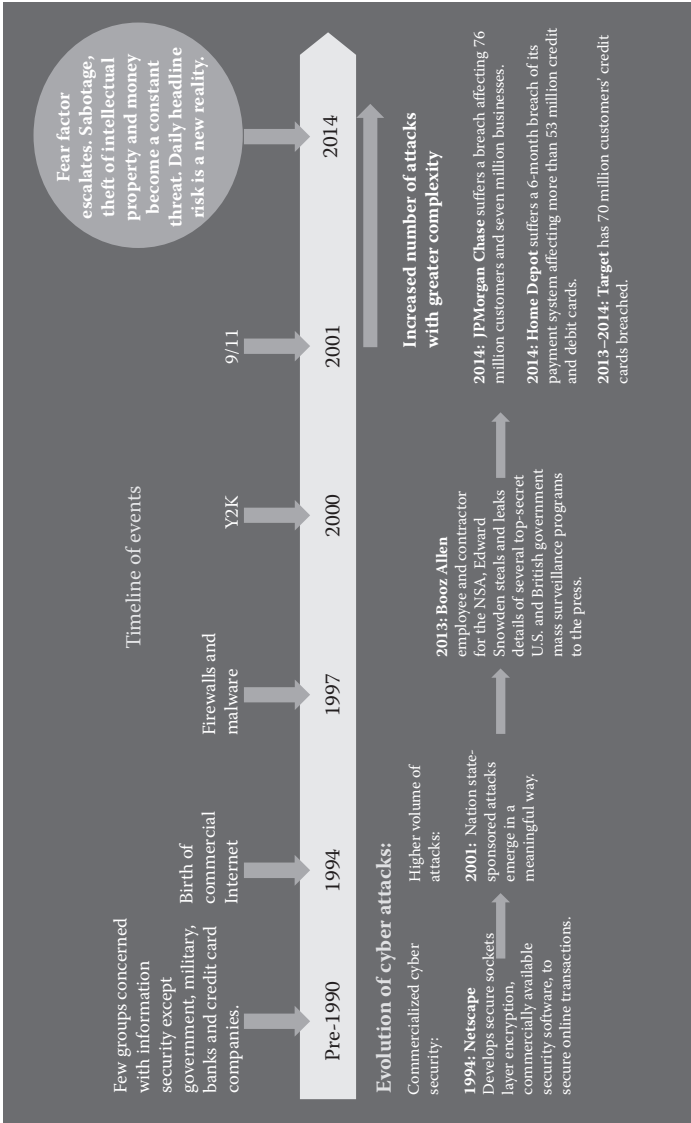 Timeline of events
Few groups concerned
with information
security except
government, military,
banks and credit card
companies.
Birth of
commercial
Internet
Firewalls and
malware
Y2K
9/11
Fear factor
escalates. Sabotage,
theft of intellectual
property and money
become a constant
threat. Daily headline
risk is a new reality.
Pre-1990
1994
1997
2000
2001
2014
Evolution of cyber attacks:
Commercialized cyber
security:
1994: Netscape
Develops secure sockets
layer encryption,
commercially available
security software, to
secure online transactions.
Higher volume of
attacks:
2001: Nation state-
sponsored attacks
emerge in a
meaningful way.
2013: Booz Allen
employee and contractor
for the NSA, Edward
Snowden steals and leaks
details of several top-secret
U.S. and British government
mass surveillance programs
to the press.
Increased number of attacks
with greater complexity
2014: JPMorgan Chase suffers a breach affecting 76
million customers and seven million businesses.
2014: Home Depot suffers a 6-month breach of its
payment system affecting more than 53 million credit
and debit cards.
2013–2014: Target has 70 million customers' credit
cards breached.